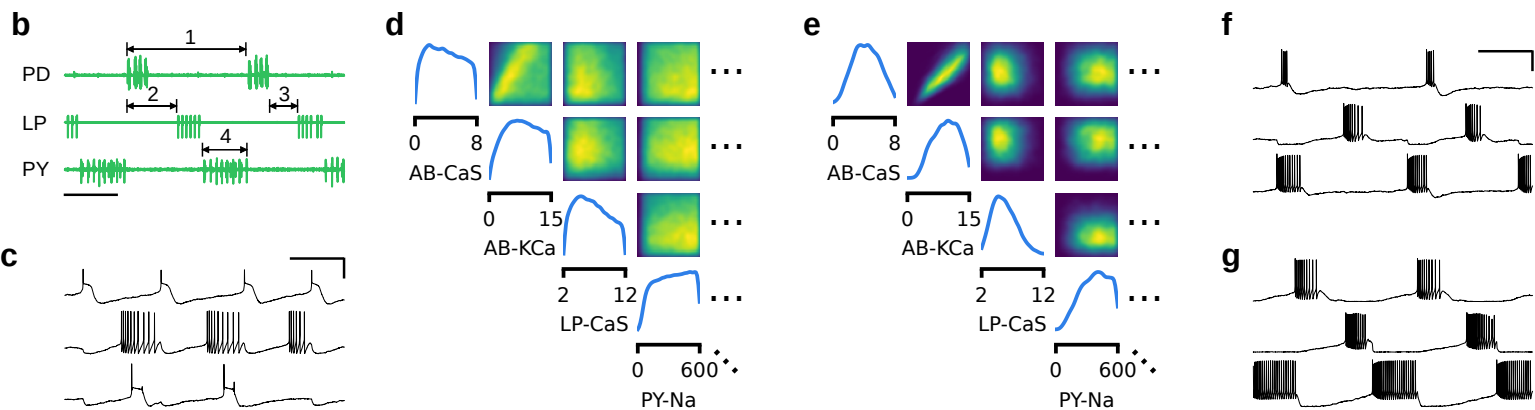 b
1
PD
2
3
LP
4
PY
c
d
0 8
AB-CaS
0 15
AB-KCa
2 12
LP-CaS
0 600
PY-Na
...
...
...
...
e
0 8
AB-CaS
0 15
AB-KCa
2 12
LP-CaS
0 600
PY-Na
...
...
...
...
f
g